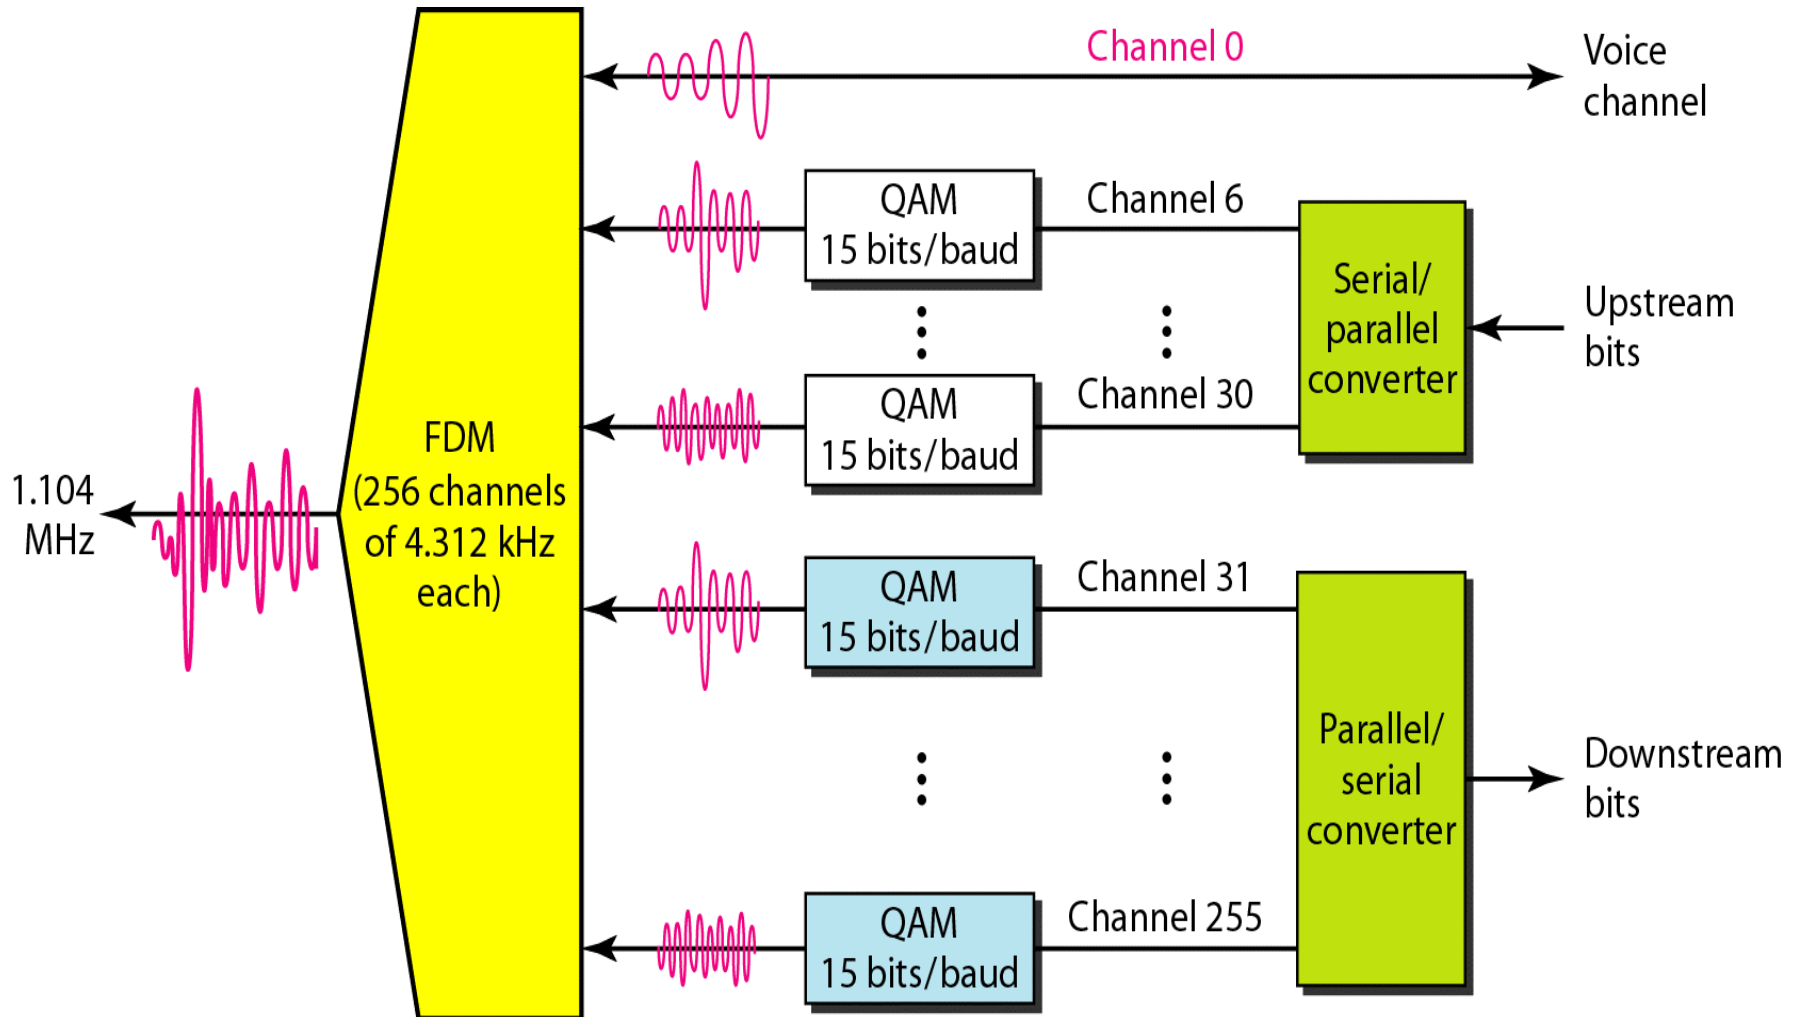 Channel 0
Voice
channel
QAM
15 bits/baud
Channel 6
Serial/
parallel
converter
Upstream
bits
QAM
15 bits/baud
Channel 30
1.104
MHz
FDM
(256 channels
of 4.312 kHz
each)
QAM
15 bits/baud
Channel 31
Parallel/
serial
converter
Downstream
bits
QAM
15 bits/baud
Channel 255